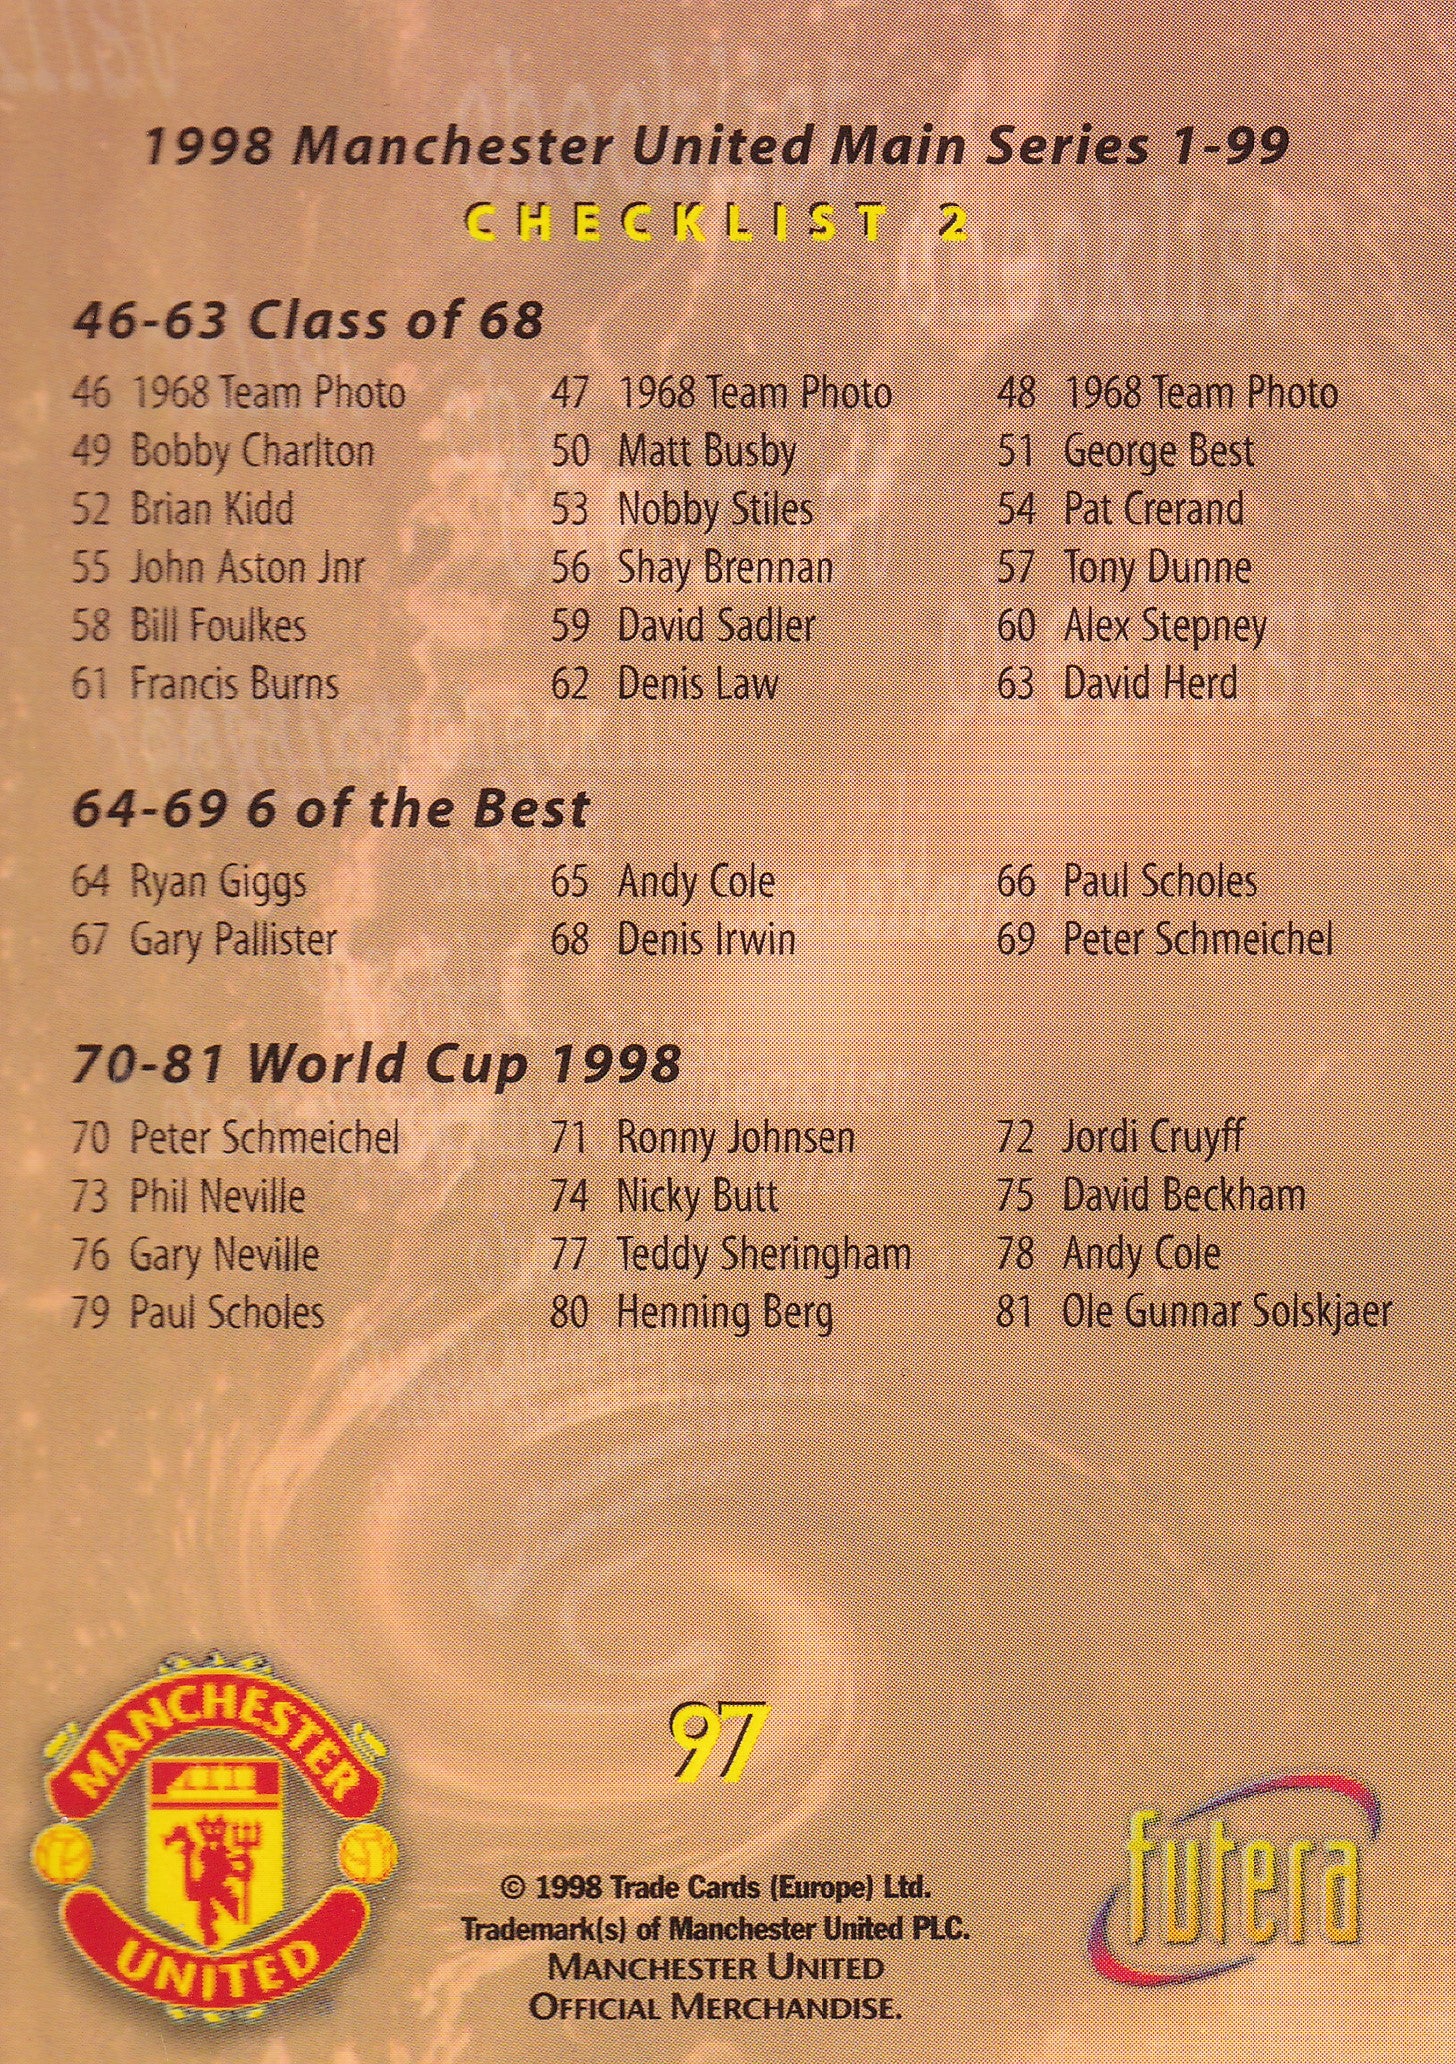 1998 Manchester United Main Series 1-99
CHECKLIST 2
46-63 Class of 68
46 1968 Team Photo 47 1968 Team Photo 48 1968 Team Photo
49 Bobby Charlton 50 Matt Busby 51 George Best
52 Brian Kidd 53 Nobby Stiles 54 Pat Crerand
55 John Aston Jnr 56 Shay Brennan 57 Tony Dunne
58 Bill Foulkes 59 David Sadler 60 Alex Stepney
61 Francis Burns 62 Denis Law 63 David Herd
64-69 6 of the Best
64 Ryan Giggs 65 Andy Cole 66 Paul Scholes
67 Gary Pallister 68 Denis Irwin 69 Peter Schmeichel
70-81 World Cup 1998
70 Peter Schmeichel 71 Ronny Johnsen 72 Jordi Cruyff
73 Phil Neville 74 Nicky Butt 75 David Beckham
76 Gary Neville 77 Teddy Sheringham 78 Andy Cole
79 Paul Scholes 80 Henning Berg 81 Ole Gunnar Solskjaer
97
MANCHESTER
UNITED
© 1998 Trade Cards (Europe) Ltd.
Trademark(s) of Manchester United PLC.
MANCHESTER UNITED
OFFICIAL MERCHANDISE.
futera